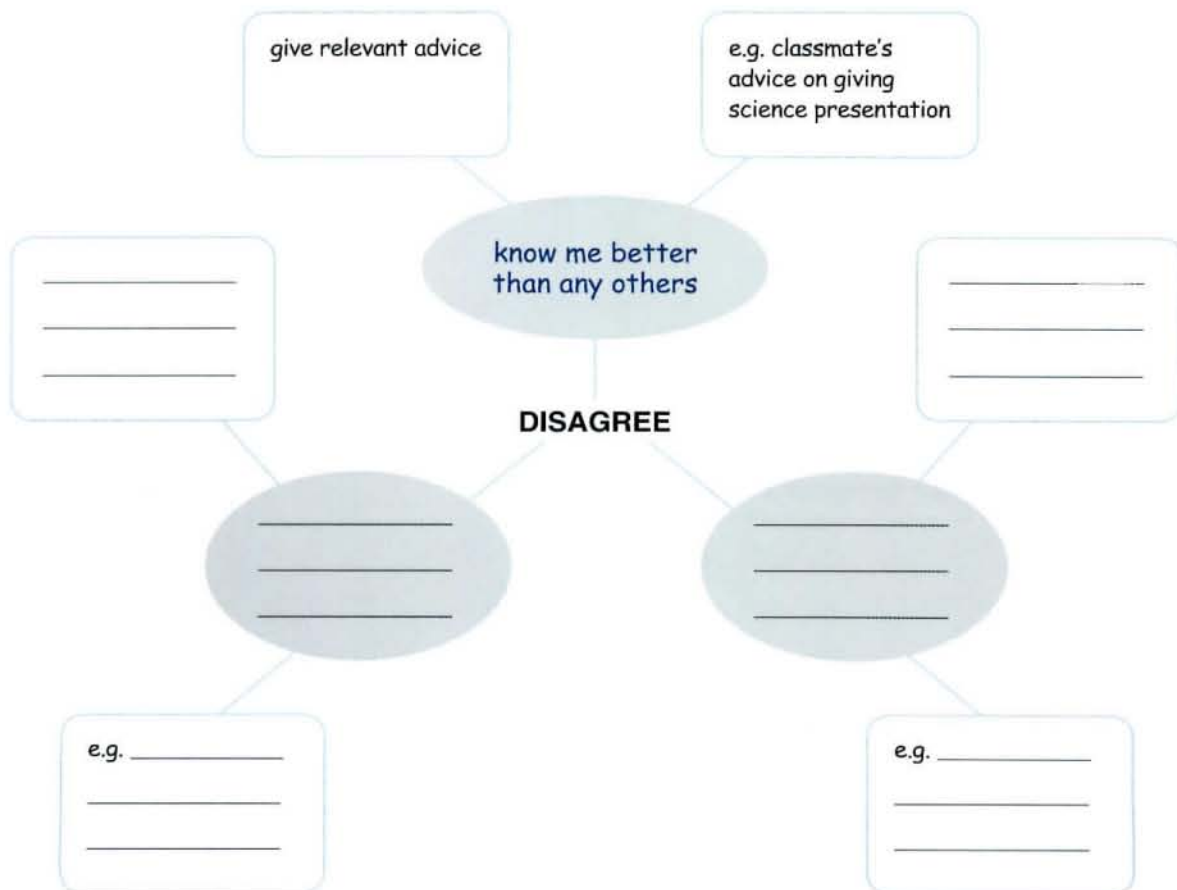 give relevant advice
e.g. classmate's
advice on giving
science presentation
know me better
than any others
DISAGREE
e.g.
e.g.